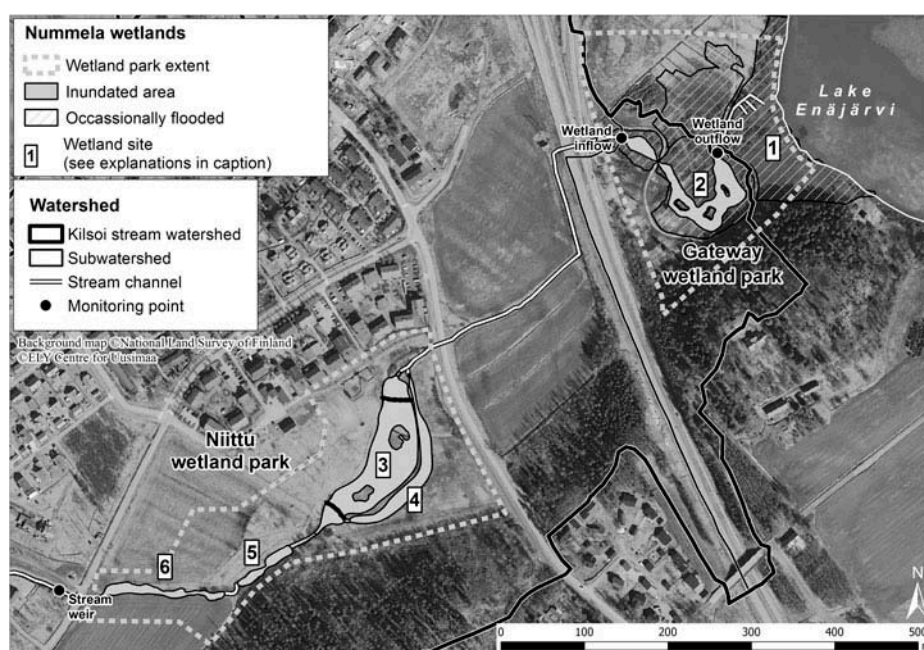 Nummela wetlands
Wetland park extent
Inundated area
Occassionally flooded
1
Wetland site
(see explanations in caption)
Watershed
Kilsoi stream watershed
Subwatershed
Stream channel
Monitoring point
Background map ©National Land Survey of Finland
©ELY Centre for Uusimaa
Lake
Enäjärvi
Wetland
inflow
Wetland
outflow
1
2
Gateway
wetland park
Niittu
wetland park
3
4
5
6
Stream
weir
N
0 100 200 300 400 500